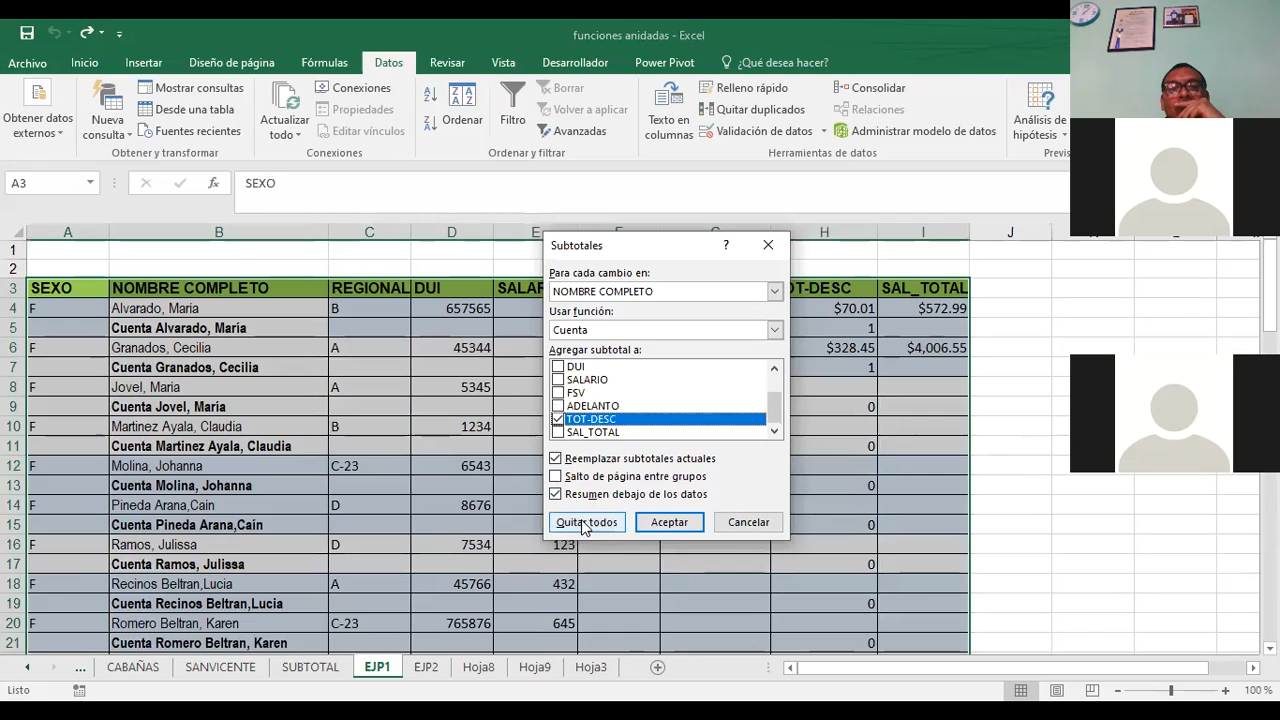 funciones anidadas - Excel
Archivo Inicio Insertar Diseño de página Fórmulas Datos Revisar Vista Desarrollador Power Pivot ¿Qué desea hacer?
Obtener datos externos
Nueva consulta
Mostrar consultas
Desde una tabla
Fuentes recientes
Obtener y transformar
Actualizar todo
Conexiones
Propiedades
Editar vínculos
Conexiones
Ordenar
Filtro
Borrar
Volver a aplicar
Avanzadas
Ordenar y filtrar
Texto en columnas
Relleno rápido
Quitar duplicados
Validación de datos
Consolidar
Relaciones
Administrar modelo de datos
Herramientas de datos
Análisis de hipótesis
Previs
A3 fx SEXO
A B C D E H I J
1
2
3 SEXO NOMBRE COMPLETO REGIONAL DUI SALAR OT-DESC SAL_TOTAL
4 F Alvarado, Maria B 657565 $70.01 $572.99
5 Cuenta Alvarado, Maria 1
6 F Granados, Cecilia A 45344 $328.45 $4,006.55
7 Cuenta Granados, Cecilia 1
8 F Jovel, Maria A 5345
9 Cuenta Jovel, María 0
10 F Martinez Ayala, Claudia B 1234
11 Cuenta Martinez Ayala, Claudia 0
12 F Molina, Johanna C-23 6543
13 Cuenta Molina, Johanna 0
14 F Pineda Arana,Caín D 8676
15 Cuenta Pineda Arana,Caín 0
16 F Ramos, Julissa D 7534 123
17 Cuenta Ramos, Julissa 0
18 F Recinos Beltran,Lucia A 45766 432
19 Cuenta Recinos Beltran,Lucia 0
20 F Romero Beltran, Karen C-23 765876 645
21 Cuenta Romero Beltran, Karen 0
Subtotales ?
Para cada cambio en:
NOMBRE COMPLETO
Usar función:
Cuenta
Agregar subtotal a:
DUI
SALARIO
FSV
ADELANTO
TOT-DESC
SAL_TOTAL
Reemplazar subtotales actuales
Salto de página entre grupos
Resumen debajo de los datos
Quitar todos Aceptar Cancelar
... CABAÑAS SANVICENTE SUBTOTAL EJP1 EJP2 Hoja8 Hoja9 Hoja3
Listo 100 %